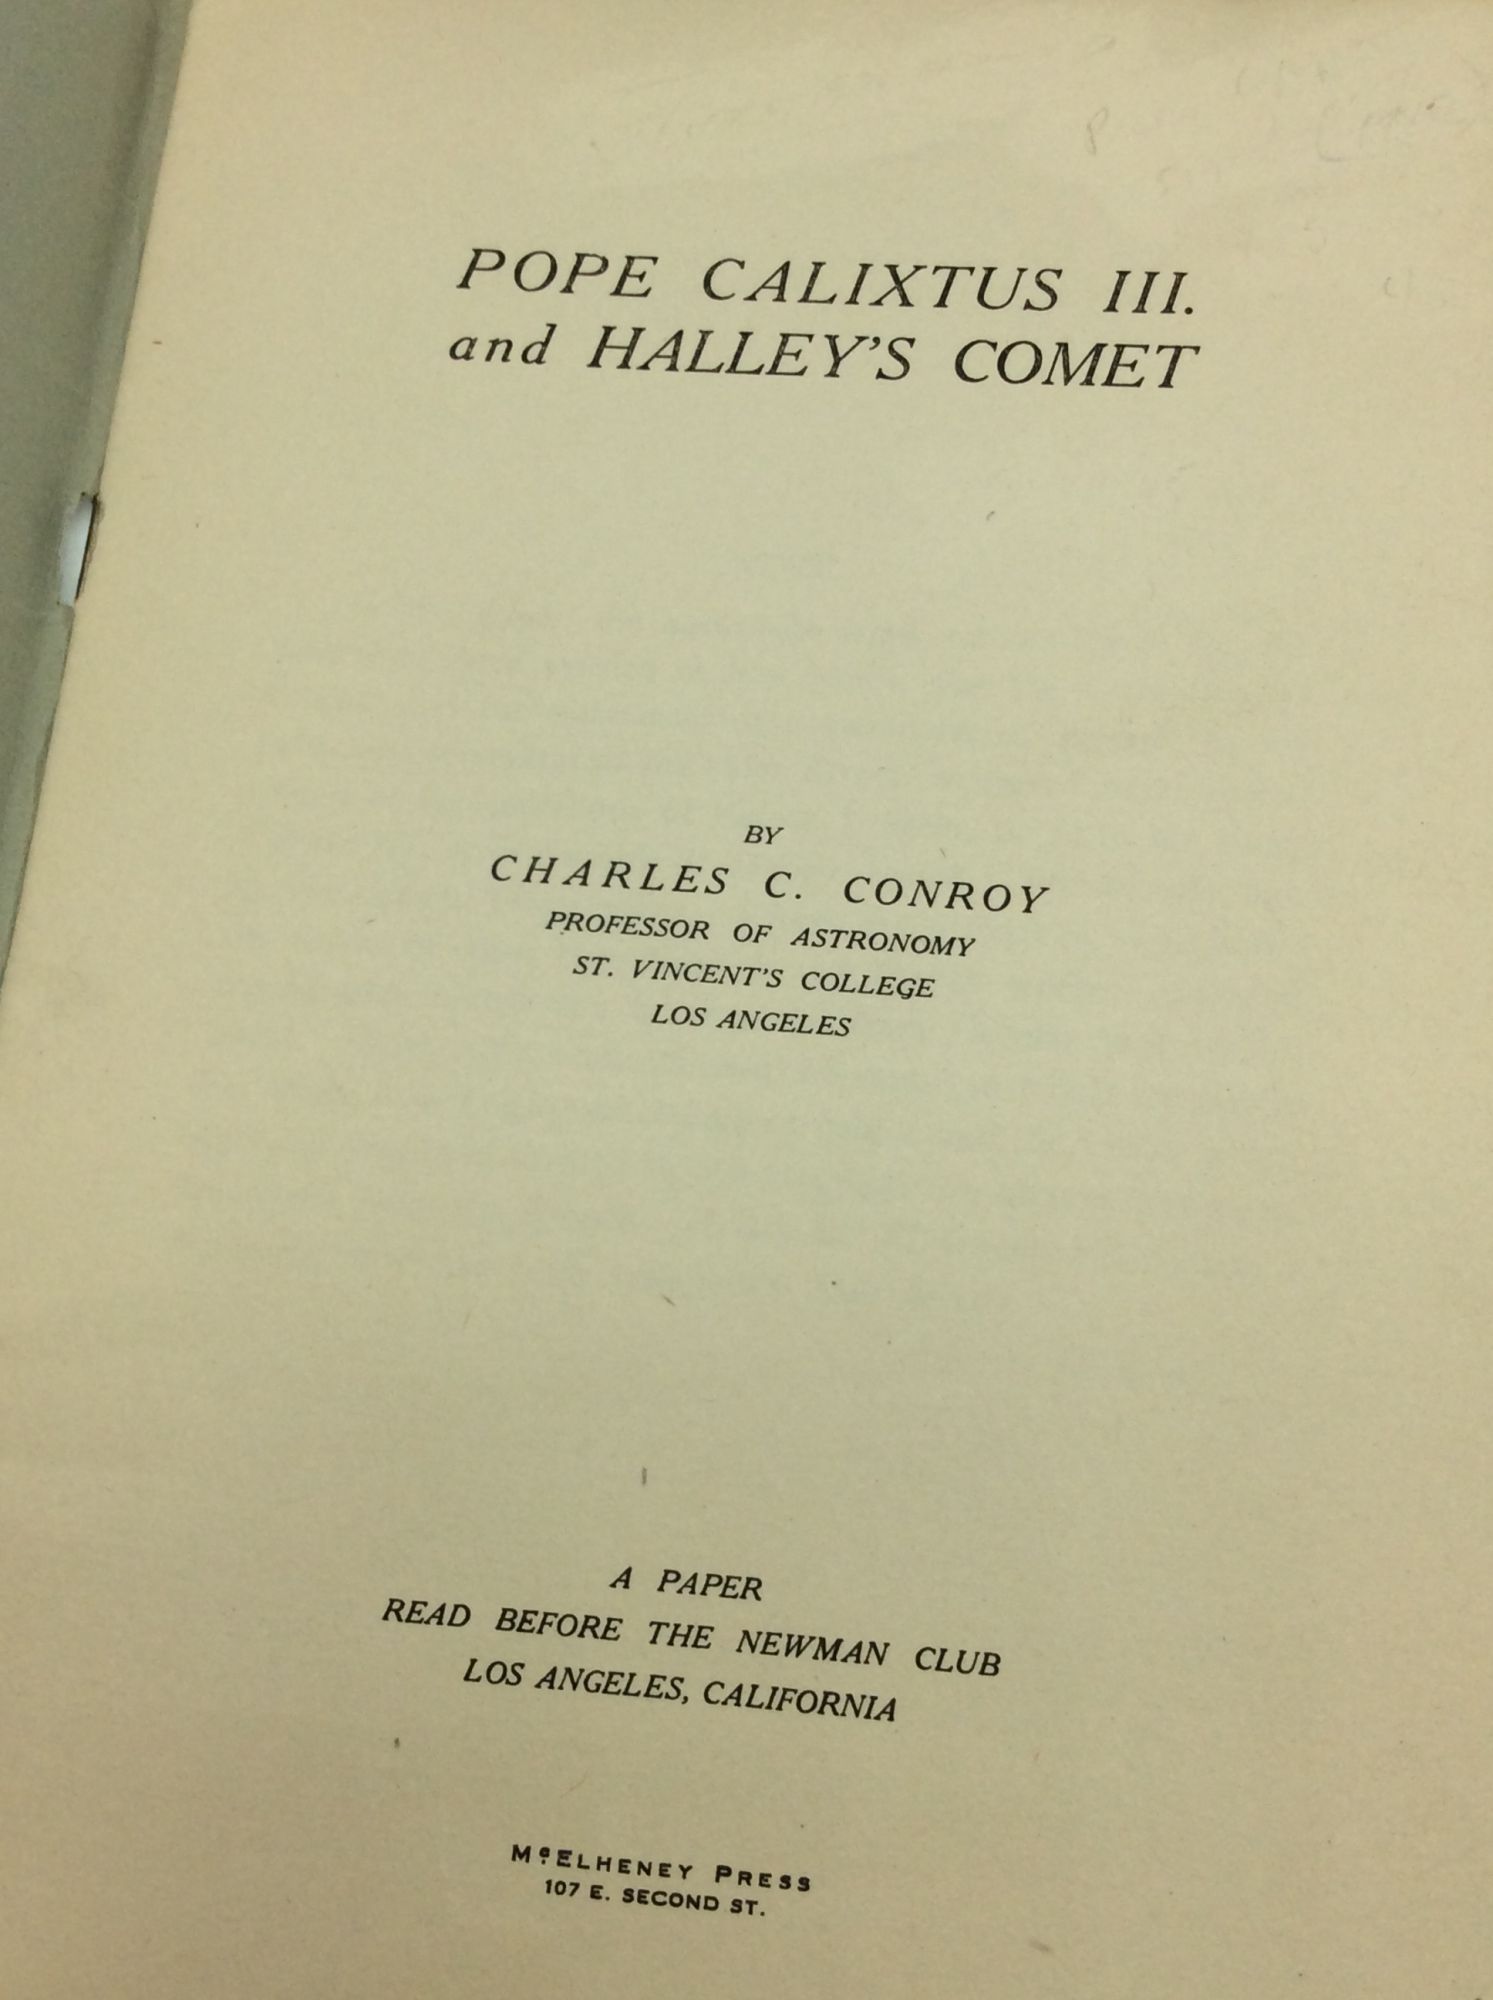 POPE CALIXTUS III.
and HALLEY'S COMET
BY
CHARLES C. CONROY
PROFESSOR OF ASTRONOMY
ST. VINCENT'S COLLEGE
LOS ANGELES
A PAPER
READ BEFORE THE NEWMAN CLUB
LOS ANGELES, CALIFORNIA
McELHENEY PRESS
107 E. SECOND ST.